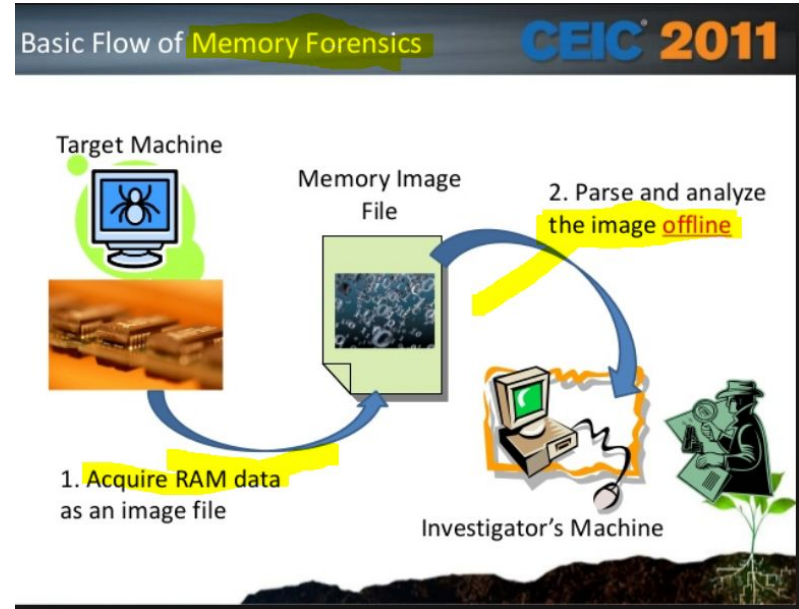 Basic Flow of Memory Forensics
CEIC® 2011
Target Machine
Memory Image
File
2. Parse and analyze
the image offline
1. Acquire RAM data
as an image file
Investigator’s Machine